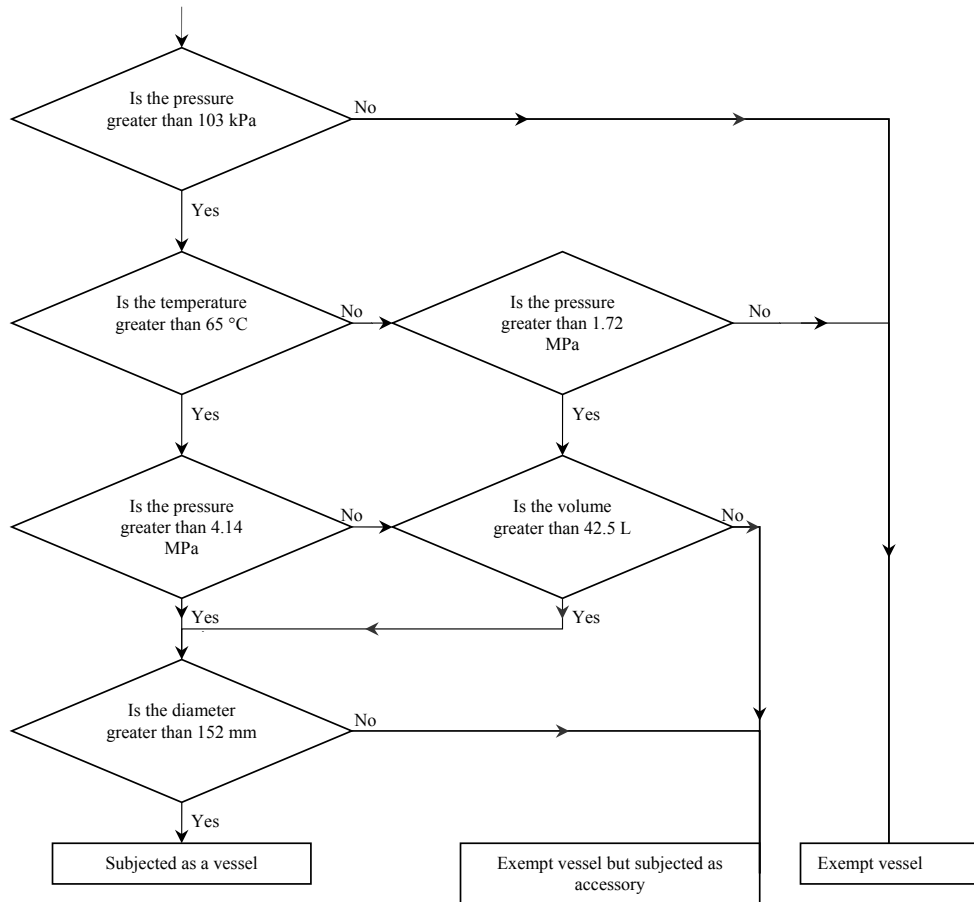 Is the pressure
greater than 103 kPa
No
Yes
Is the temperature
greater than 65 °C
No
Is the pressure
greater than 1.72
MPa
No
Yes
Yes
Is the pressure
greater than 4.14
MPa
No
Is the volume
greater than 42.5 L
No
Yes
Yes
Is the diameter
greater than 152 mm
No
Yes
Subjected as a vessel
Exempt vessel but subjected as
accessory
Exempt vessel